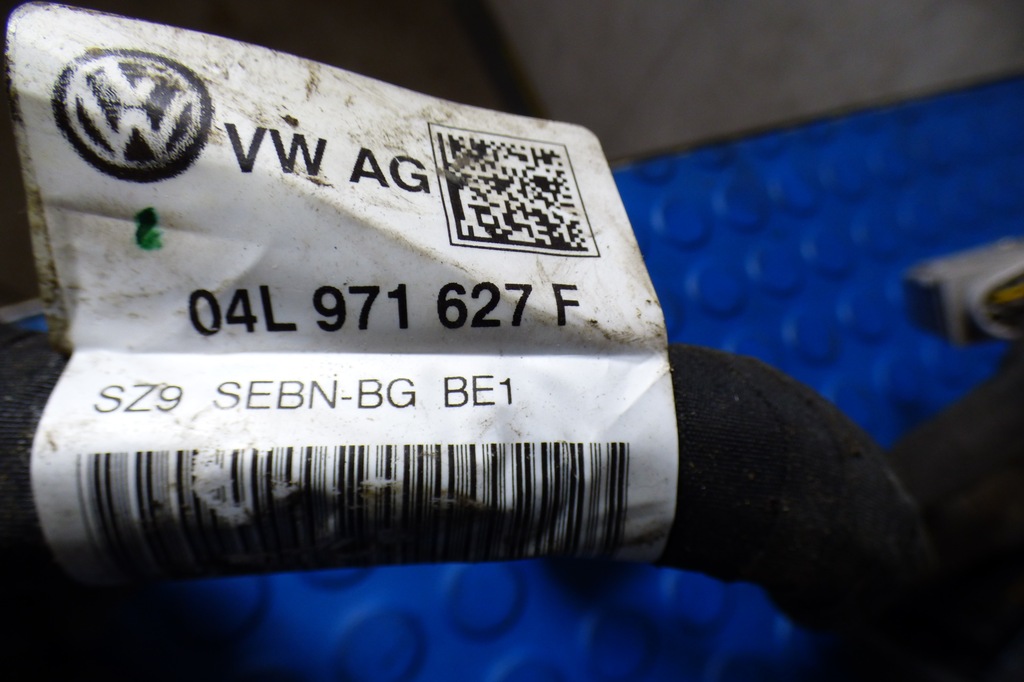 VW AG
04L 971 627 F
SZ9 SEBN-BG BE1